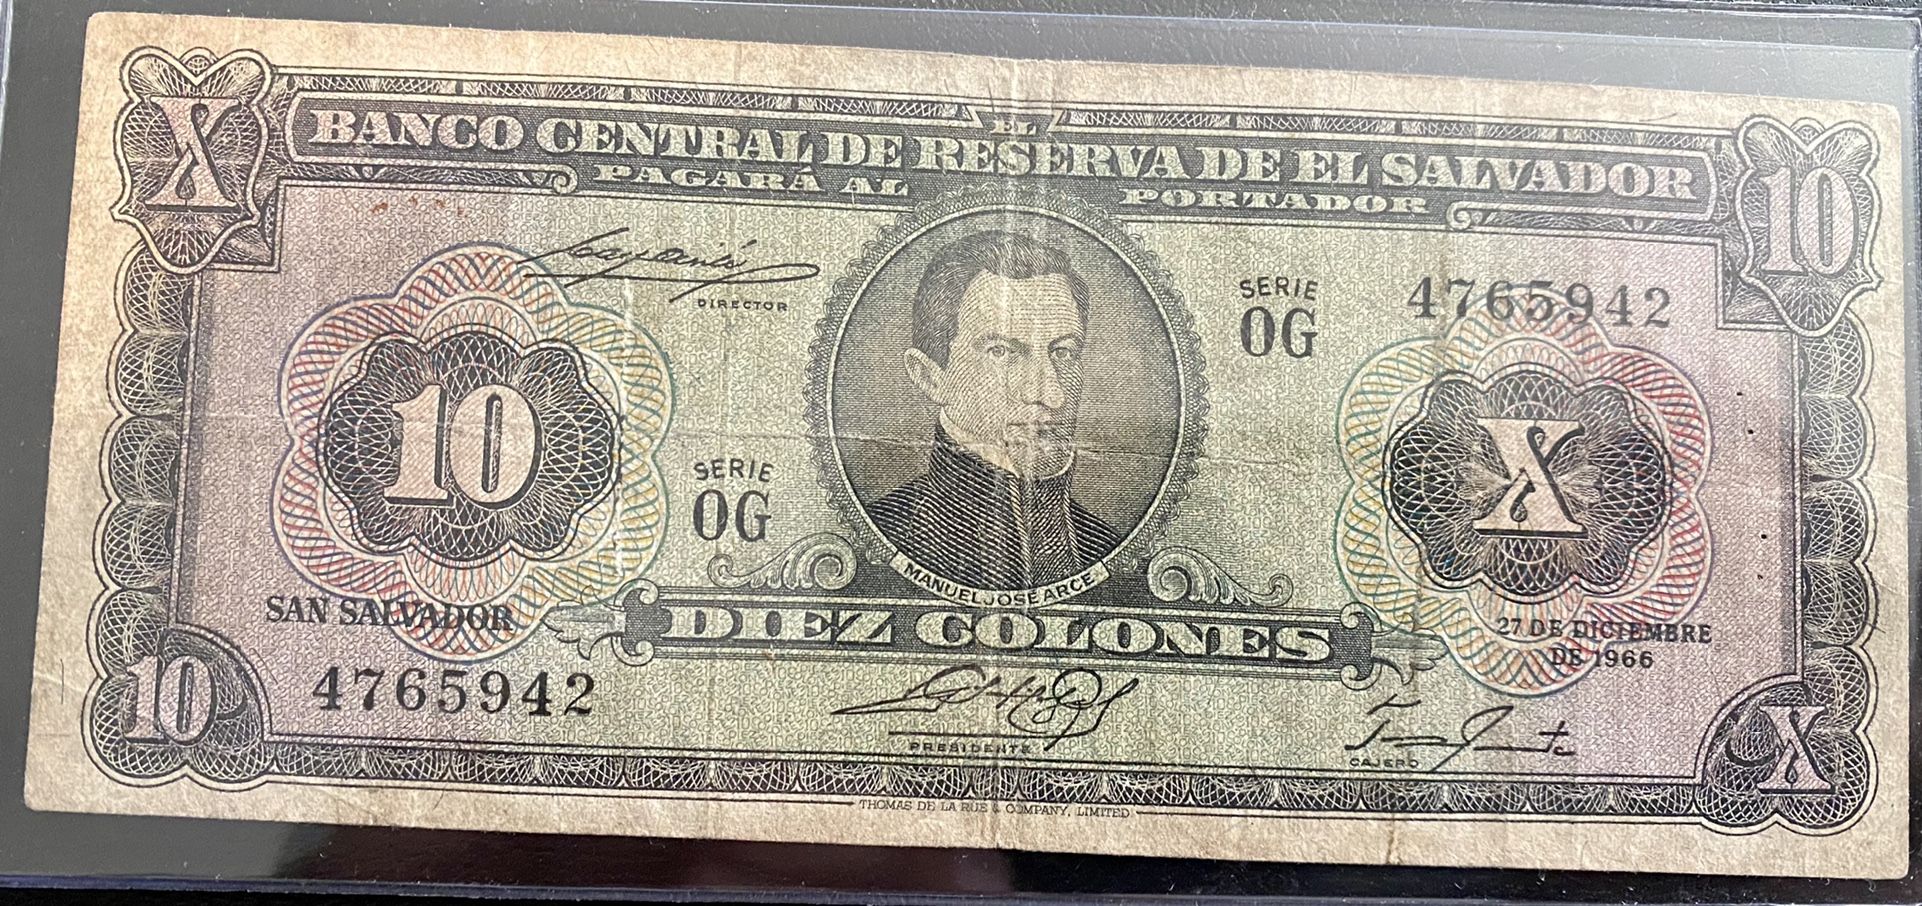 X
10
BANCO CENTRAL DE RESERVA DE EL SALVADOR
EL
PAGARÁ AL PORTADOR
DIRECTOR
SERIE
OG
4765942
10
SERIE
OG
X
MANUEL JOSÉ ARCE
SAN SALVADOR
DIEZ COLONES
27 DE DICIEMBRE
DE 1966
4765942
10
PRESIDENTE
CAJERO
X
THOMAS DE LA RUE & COMPANY, LIMITED